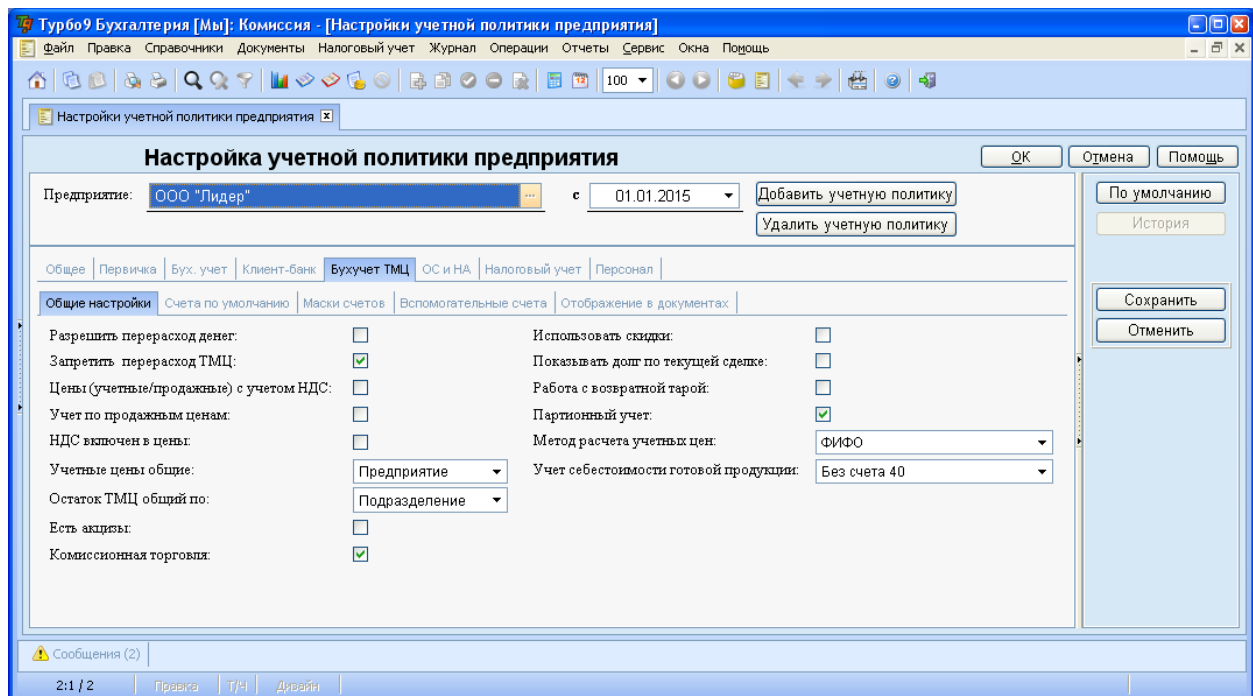 Турбо9 Бухгалтерия [Мы]: Комиссия - [Настройки учетной политики предприятия]
Файл Правка Справочники Документы Налоговый учет Журнал Операции Отчеты Сервис Окна Помощь
100
Настройки учетной политики предприятия
Настройка учетной политики предприятия
ОК Отмена Помощь
Предприятие: ООО "Лидер" ... с 01.01.2015 Добавить учетную политику По умолчанию
Удалить учетную политику История
Общее Первичка Бух. учет Клиент-банк Бухучет ТМЦ ОС и НА Налоговый учет Персонал
Общие настройки Счета по умолчанию Маски счетов Вспомогательные счета Отображение в документах Сохранить
Разрешить перерасход денег: Использовать скидки: Отменить
Запретить перерасход ТМЦ: Показывать долг по текущей сделке:
Цены (учетные/продажные) с учетом НДС: Работа с возвратной тарой:
Учет по продажным ценам: Партионный учет:
НДС включен в цены: Метод расчета учетных цен: ФИФО
Учетные цены общие: Предприятие Учет себестоимости готовой продукции: Без счета 40
Остаток ТМЦ общий по: Подразделение
Есть акцизы:
Комиссионная торговля:
Сообщения (2)
2:1 / 2 Правка Т/Ч Дизайн